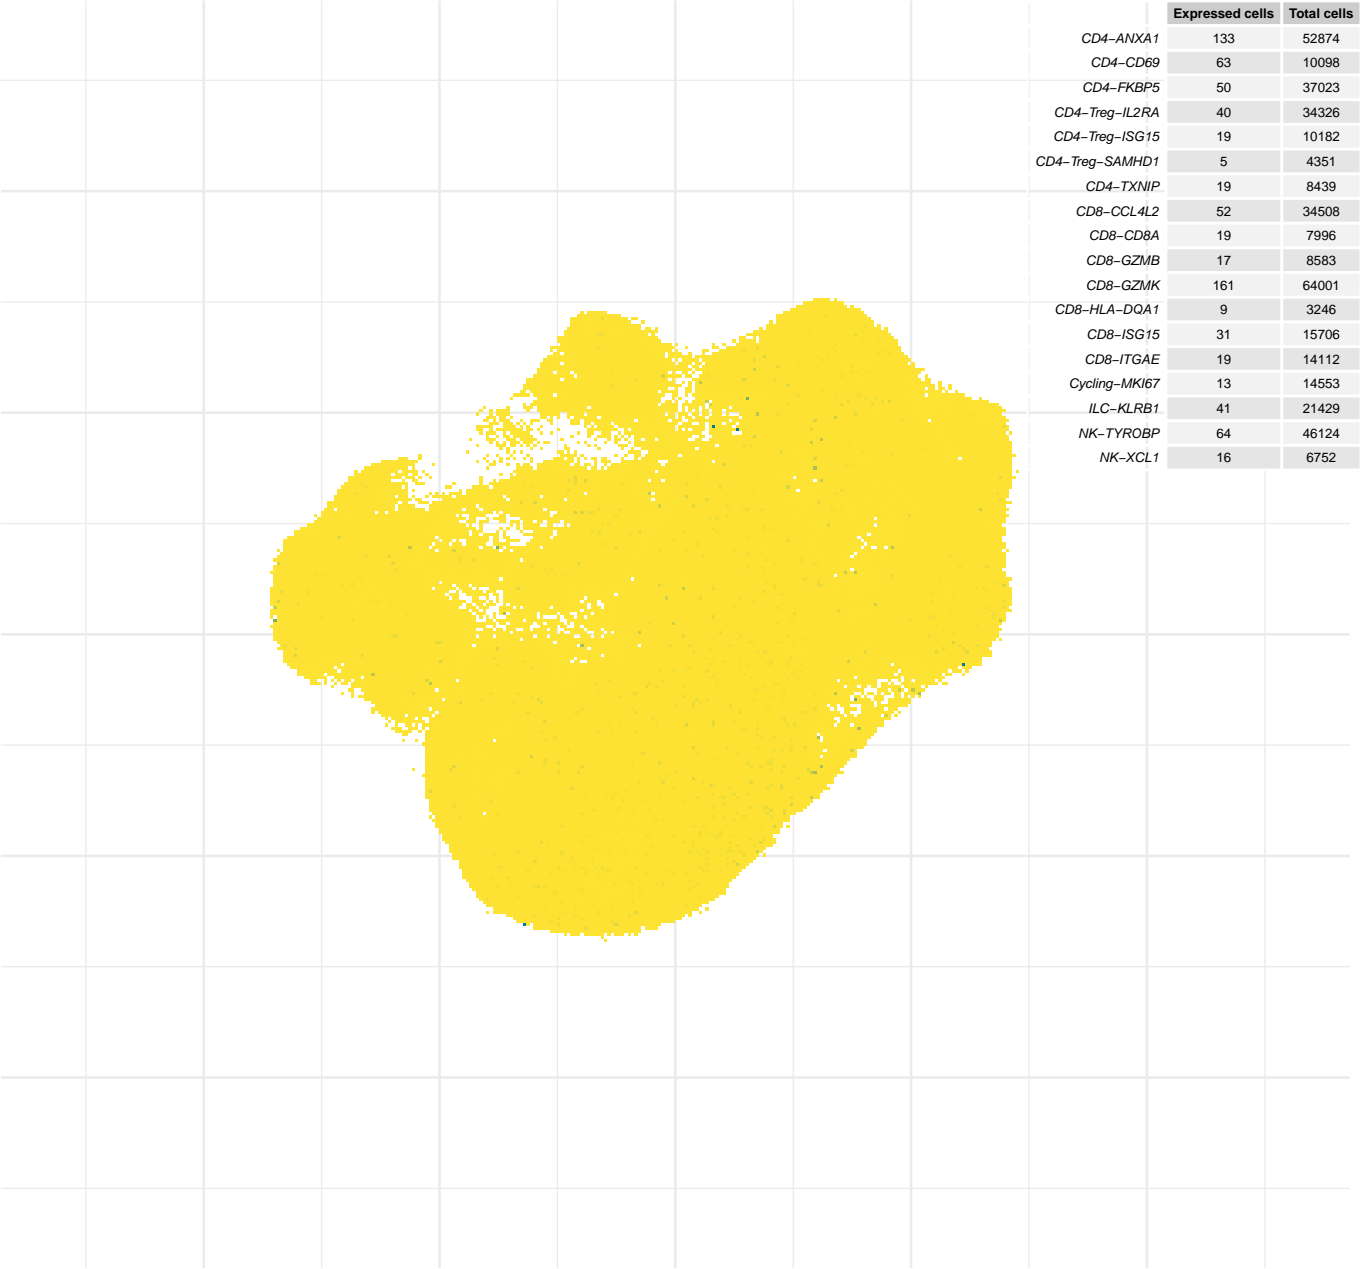 Expressed cells Total cells
CD4−ANXA1 133 52874
CD4−CD69 63 10098
CD4−FKBP5 50 37023
CD4−Treg−IL2RA 40 34326
CD4−Treg−ISG15 19 10182
CD4−Treg−SAMHD1 5 4351
CD4−TXNIP 19 8439
CD8−CCL4L2 52 34508
CD8−CD8A 19 7996
CD8−GZMB 17 8583
CD8−GZMK 161 64001
CD8−HLA−DQA1 9 3246
CD8−ISG15 31 15706
CD8−ITGAE 19 14112
Cycling−MKI67 13 14553
ILC−KLRB1 41 21429
NK−TYROBP 64 46124
NK−XCL1 16 6752